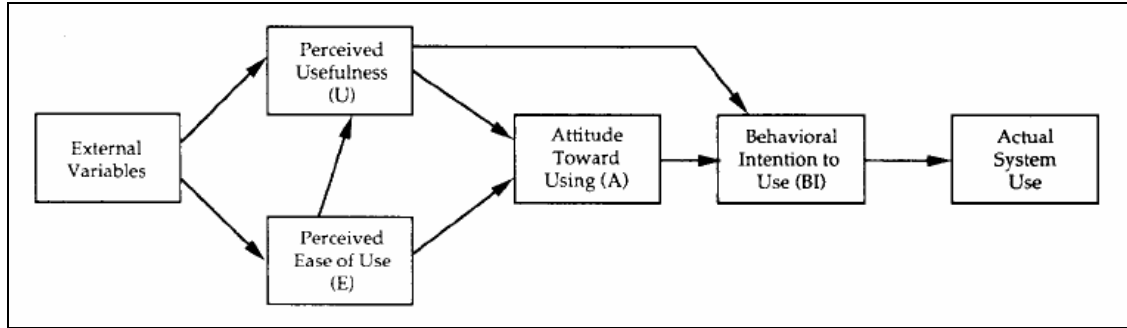 External
Variables
Perceived
Usefulness
(U)
Perceived
Ease of Use
(E)
Attitude
Toward
Using (A)
Behavioral
Intention to
Use (BI)
Actual
System
Use